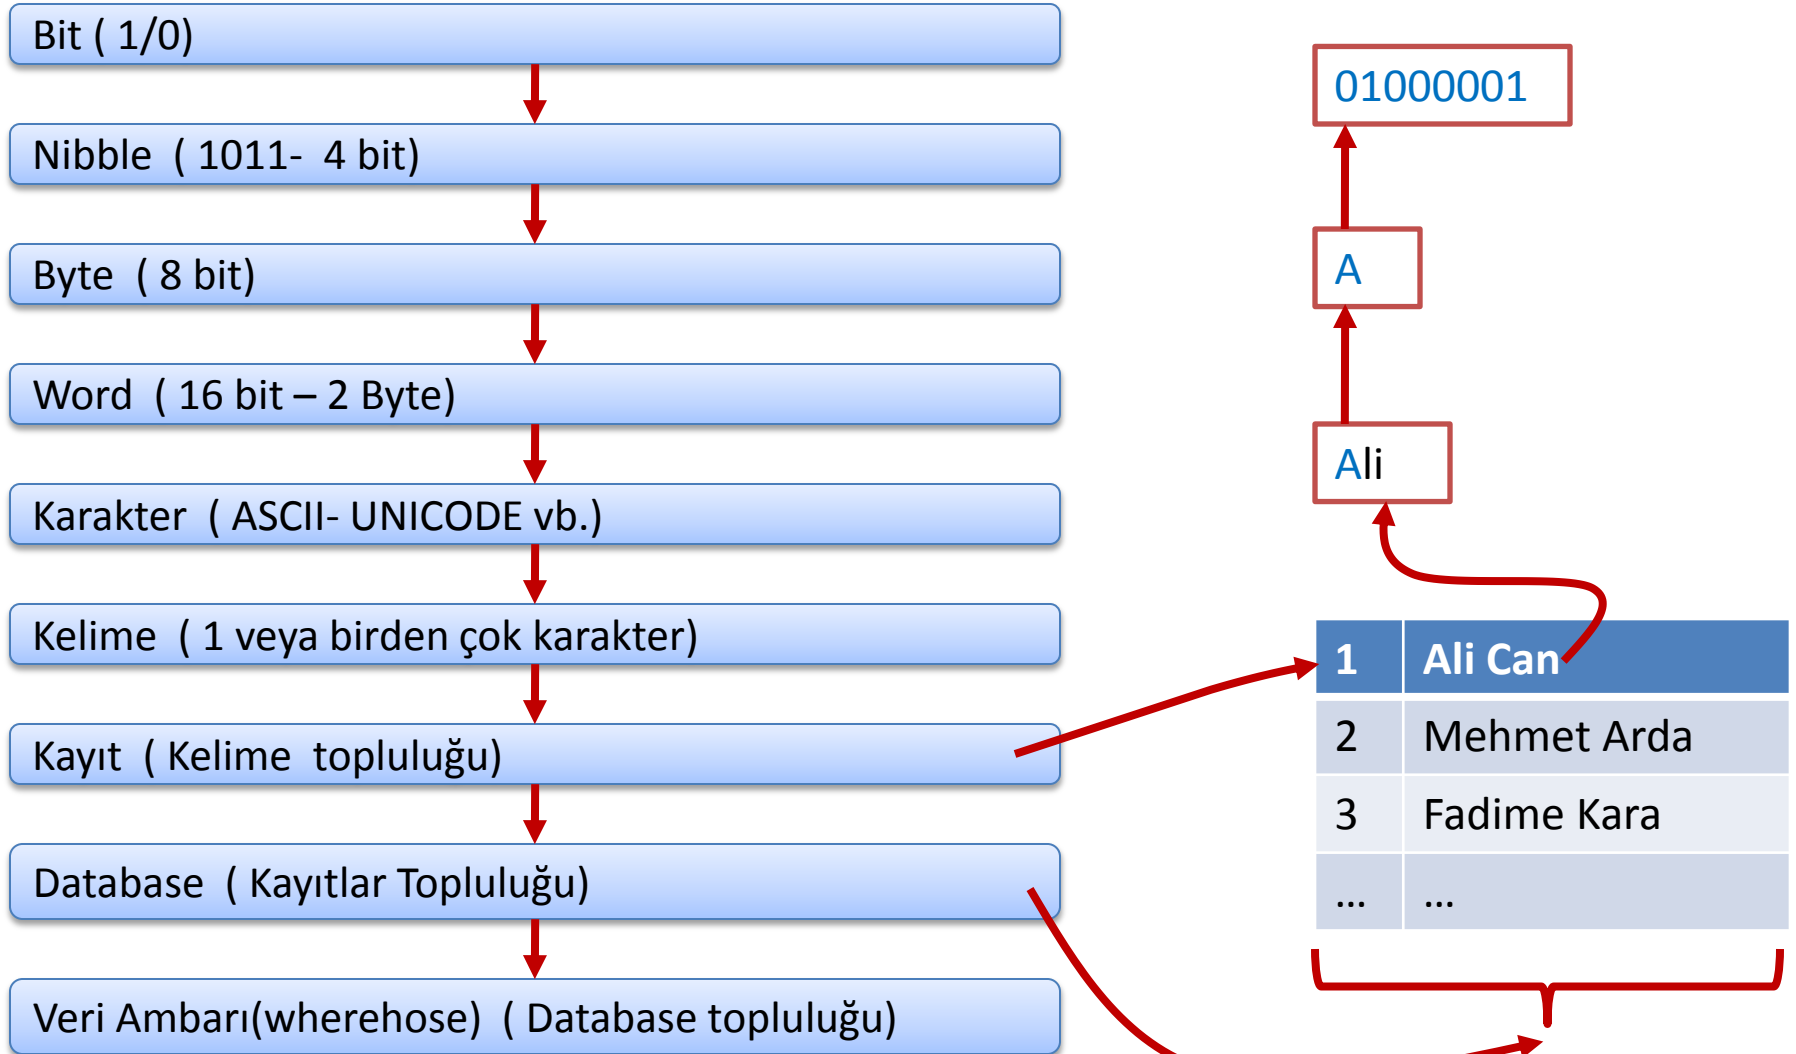 Bit ( 1/0)
Nibble ( 1011- 4 bit)
Byte ( 8 bit)
Word ( 16 bit – 2 Byte)
Karakter ( ASCII- UNICODE vb.)
Kelime ( 1 veya birden çok karakter)
Kayıt ( Kelime topluluğu)
Database ( Kayıtlar Topluluğu)
Veri Ambarı(wherehose) ( Database topluluğu)
01000001
A
Ali
1 Ali Can
2 Mehmet Arda
3 Fadime Kara
... ...